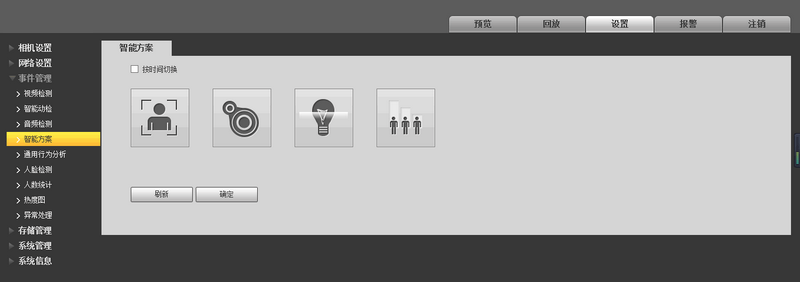 预览
回放
设置
报警
注销
相机设置
网络设置
事件管理
视频检测
智能动检
音频检测
智能方案
通用行为分析
人脸检测
人数统计
热度图
异常处理
存储管理
系统管理
系统信息
智能方案
按时间切换
刷新
确定